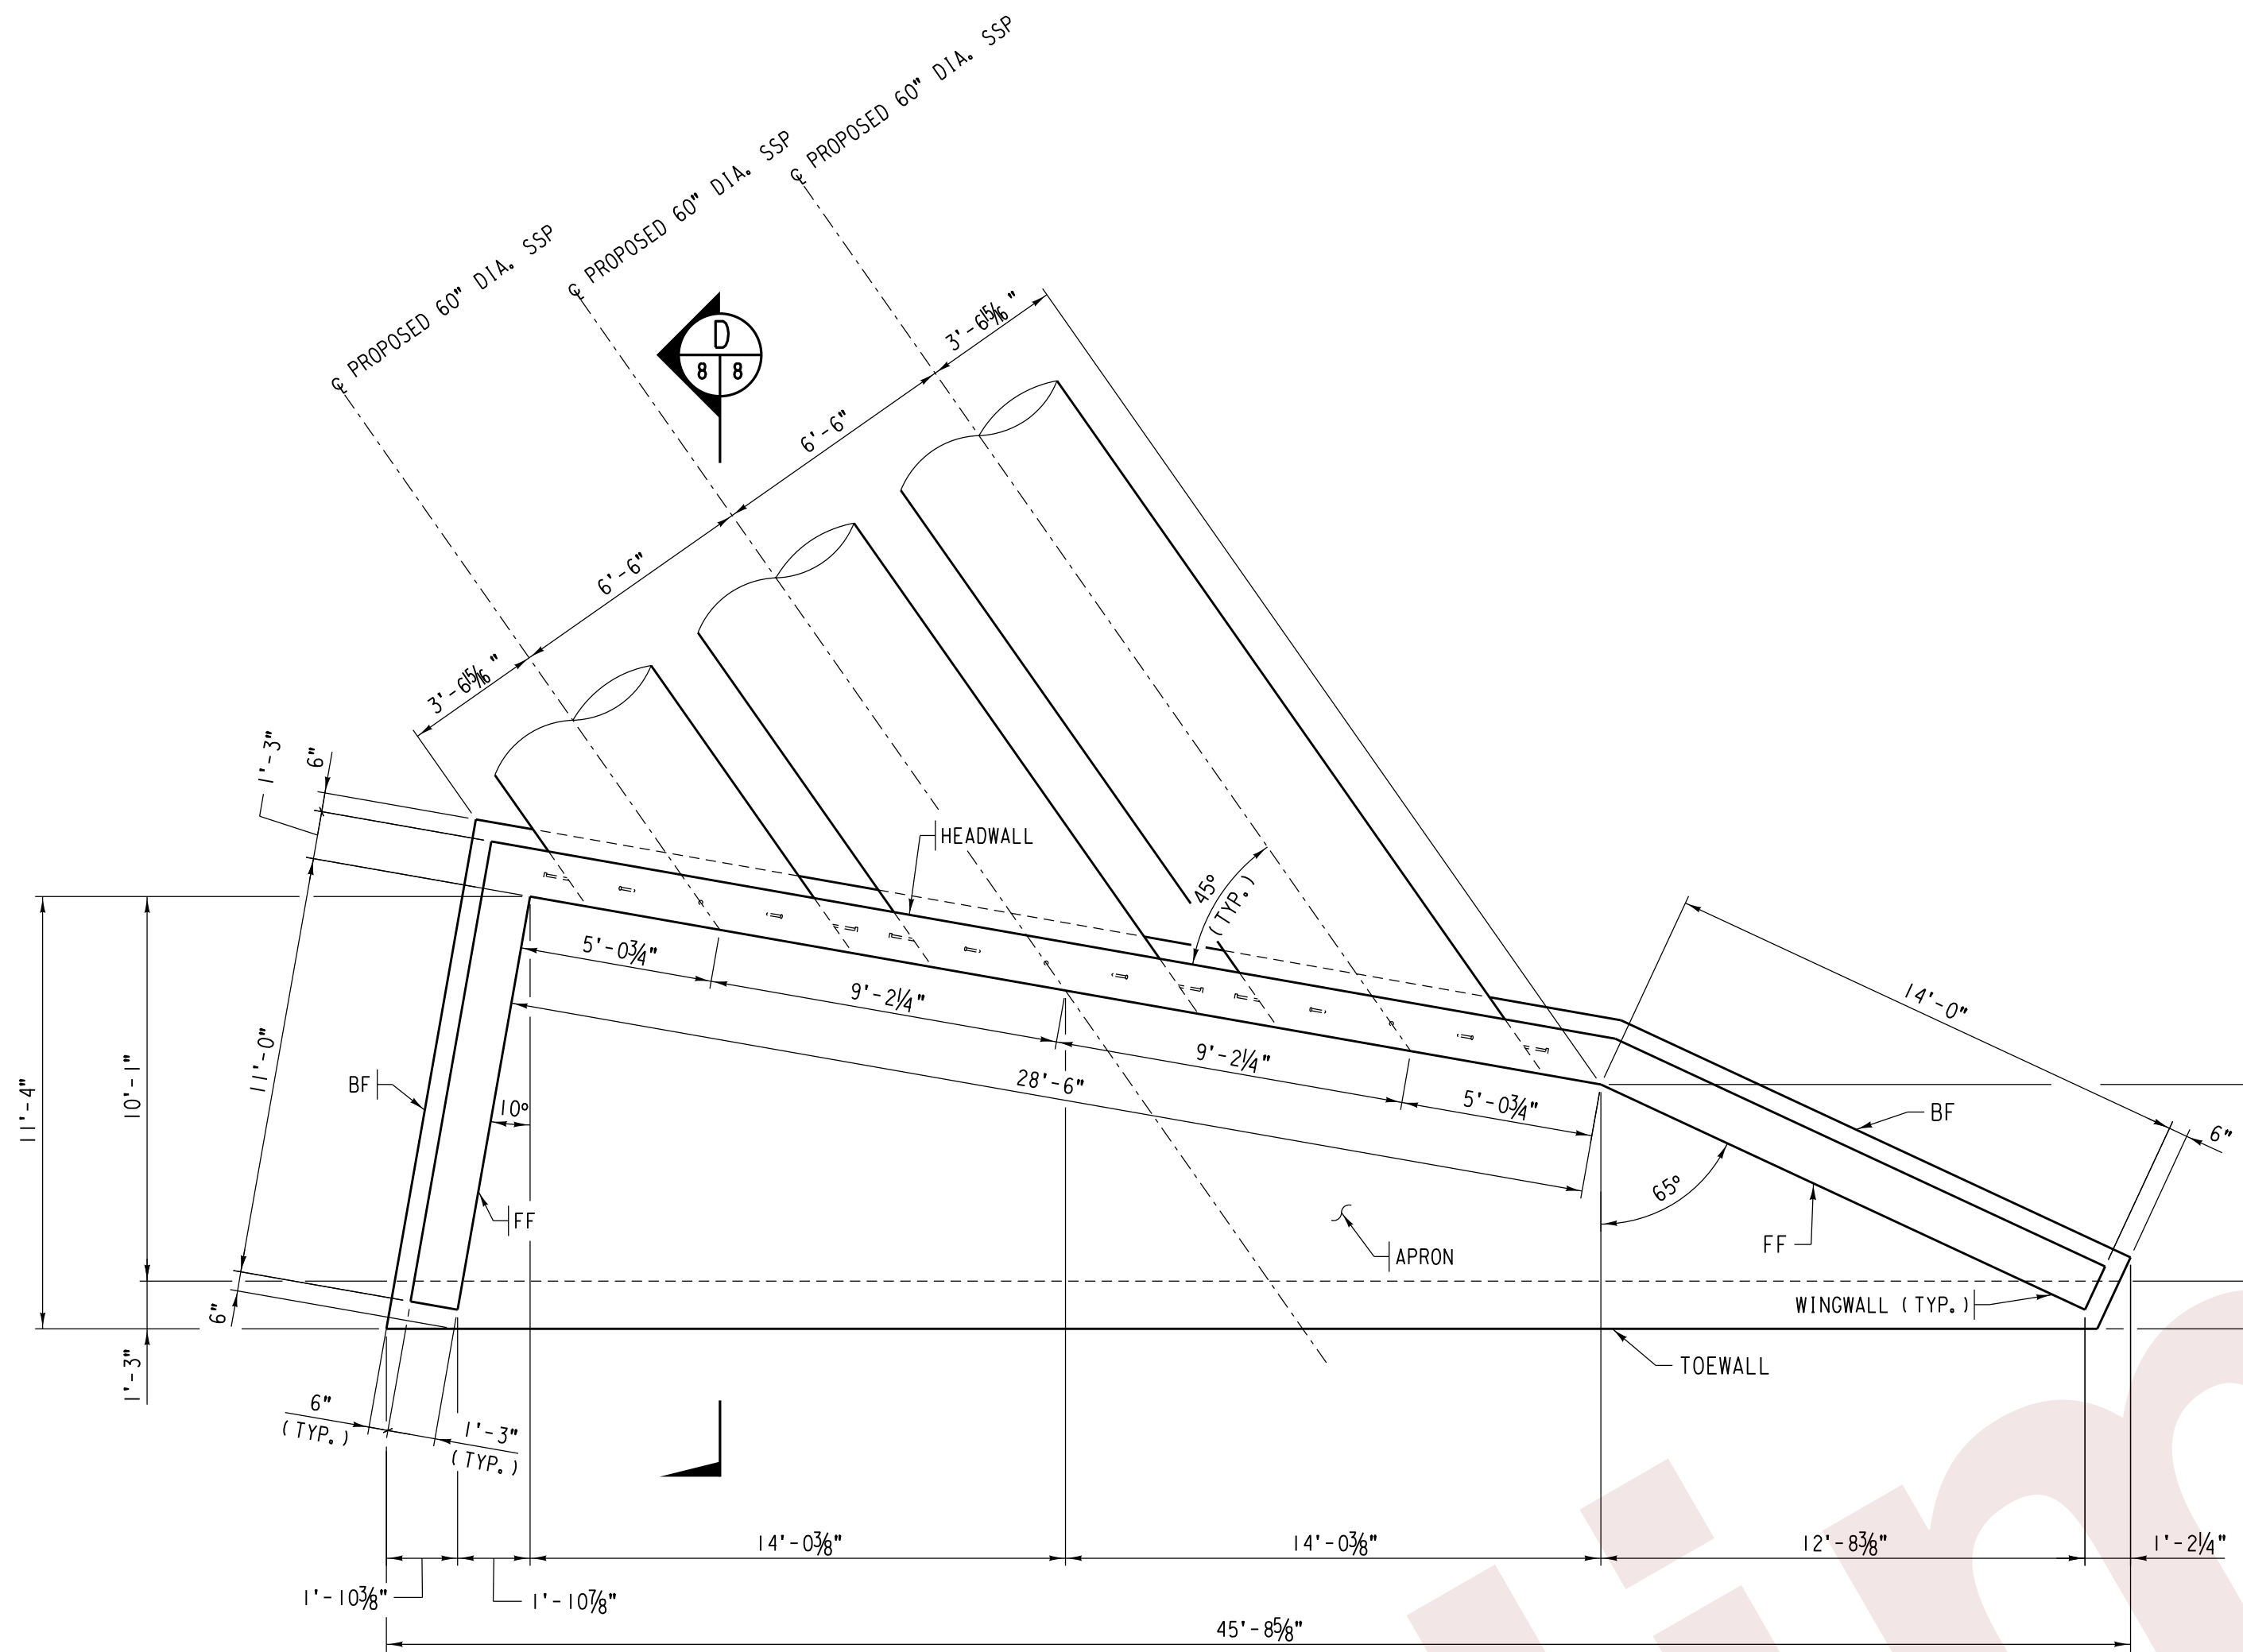 ℄ PROPOSED 60" DIA. SSP
℄ PROPOSED 60" DIA. SSP
℄ PROPOSED 60" DIA. SSP
D
8 8
3'-6 15/16"
6'-6"
6'-6"
3'-6 15/16"
1'-3"
6"
HEADWALL
45°
(TYP.)
14'-0"
5'-0 3/4"
9'-2 1/4"
9'-2 1/4"
5'-0 3/4"
28'-6"
11'-4"
10'-1"
11'-0"
BF
10°
FF
BF
6"
65°
FF
APRON
WINGWALL (TYP.)
TOEWALL
6"
1'-3"
6"
(TYP.)
1'-3"
(TYP.)
14'-0 3/8"
14'-0 3/8"
12'-8 3/8"
1'-2 1/4"
1'-10 3/8"
1'-10 7/8"
45'-8 5/8"